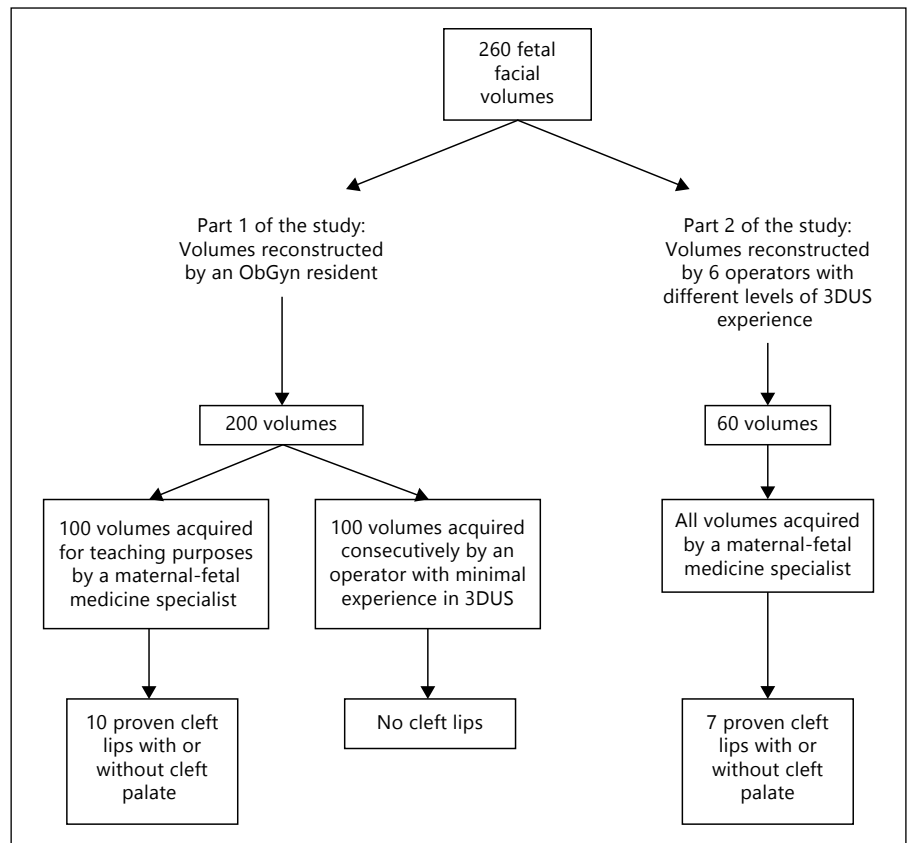 260 fetal
facial
volumes
Part 1 of the study:
Volumes reconstructed
by an ObGyn resident
Part 2 of the study:
Volumes reconstructed
by 6 operators with
different levels of 3DUS
experience
200 volumes
60 volumes
100 volumes acquired
for teaching purposes
by a maternal-fetal
medicine specialist
100 volumes acquired
consecutively by an
operator with minimal
experience in 3DUS
All volumes acquired
by a maternal-fetal
medicine specialist
10 proven cleft
lips with or
without cleft
palate
No cleft lips
7 proven cleft
lips with or
without cleft
palate